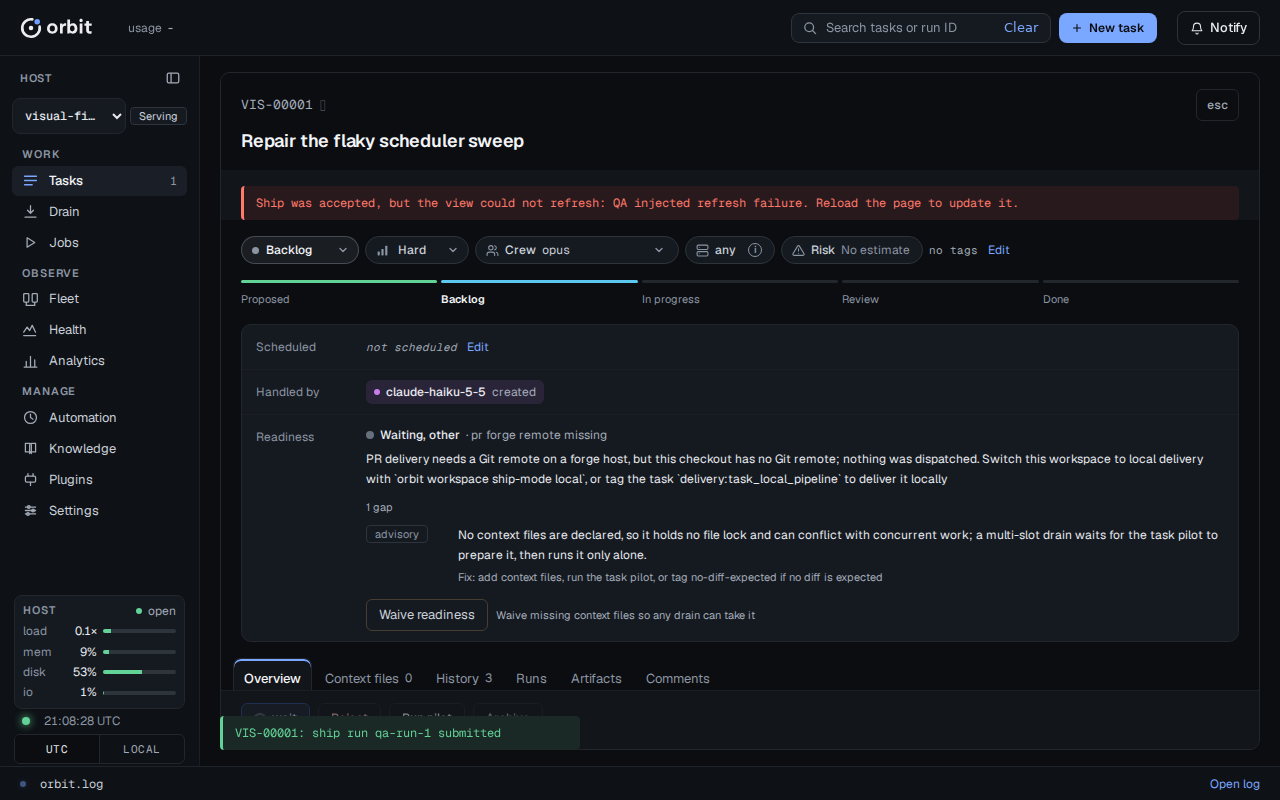 orbit
usage -
Search tasks or run ID
Clear
+ New task
Notify
HOST
visual-fi…
Serving
WORK
Tasks 1
Drain
Jobs
OBSERVE
Fleet
Health
Analytics
MANAGE
Automation
Knowledge
Plugins
Settings
HOST open
load 0.1×
mem 9%
disk 53%
io 1%
21:08:28 UTC
UTC LOCAL
VIS-00001
esc
Repair the flaky scheduler sweep
Ship was accepted, but the view could not refresh: QA injected refresh failure. Reload the page to update it.
Backlog
Hard
Crew opus
any
Risk No estimate
no tags
Edit
Proposed
Backlog
In progress
Review
Done
Scheduled not scheduled Edit
Handled by claude-haiku-5-5 created
Readiness Waiting, other · pr forge remote missing
PR delivery needs a Git remote on a forge host, but this checkout has no Git remote; nothing was dispatched. Switch this workspace to local delivery
with `orbit workspace ship-mode local`, or tag the task `delivery:task_local_pipeline` to deliver it locally
1 gap
advisory
No context files are declared, so it holds no file lock and can conflict with concurrent work; a multi-slot drain waits for the task pilot to
prepare it, then runs it only alone.
Fix: add context files, run the task pilot, or tag no-diff-expected if no diff is expected
Waive readiness Waive missing context files so any drain can take it
Overview
Context files 0
History 3
Runs
Artifacts
Comments
VIS-00001: ship run qa-run-1 submitted
orbit.log
Open log